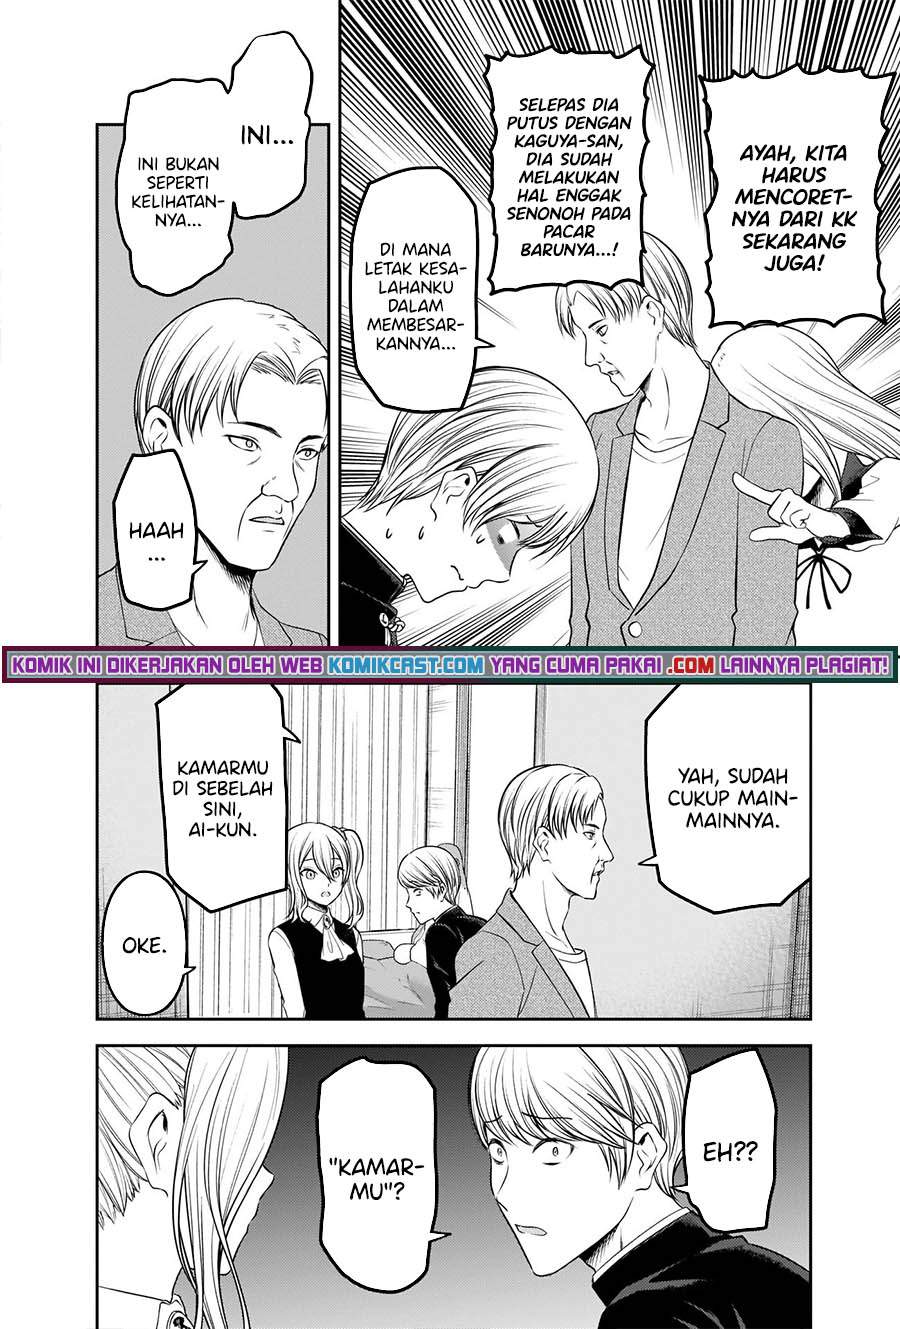 AYAH, KITA
HARUS
MENCORET-
NYA DARI KK
SEKARANG
JUGA!
SELEPAS DIA
PUTUS DENGAN
KAGUYA-SAN,
DIA SUDAH
MELAKUKAN
HAL ENGGAK
SENONOH PADA
PACAR
BARUNYA...!
DI MANA
LETAK KESA-
LAHANKU
DALAM
MEMBESAR-
KANNYA...
INI...
INI BUKAN
SEPERTI
KELIHATAN-
NYA...
HAAH
...
KOMIK INI DIKERJAKAN OLEH WEB KOMIKCAST.COM YANG CUMA PAKAI .COM LAINNYA PLAGIAT!
YAH, SUDAH
CUKUP MAIN-
MAINNYA.
KAMARMU
DI SEBELAH
SINI,
AI-KUN.
OKE.
EH??
"KAMAR-
MU"?